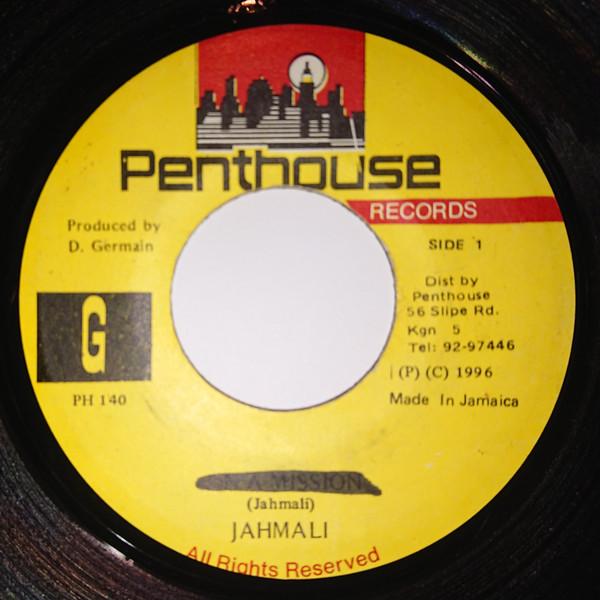 Penthouse
RECORDS
Produced by
D. Germain
SIDE 1
Dist by
Penthouse
56 Slipe Rd.
Kgn 5
Tel: 92-97446
G
(P) (C) 1996
PH 140
Made In Jamaica
ON A MISSION
(Jahmali)
JAHMALI
All Rights Reserved